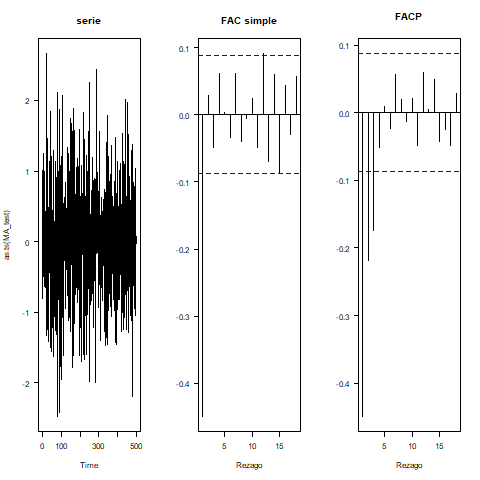 serie
FAC simple
FACP
as.ts(MA_test)
2
1
0
-1
-2
0 100 300 500
Time
0.1
0.0
-0.1
-0.2
-0.3
-0.4
5 10 15
Rezago
0.1
0.0
-0.1
-0.2
-0.3
-0.4
5 10 15
Rezago